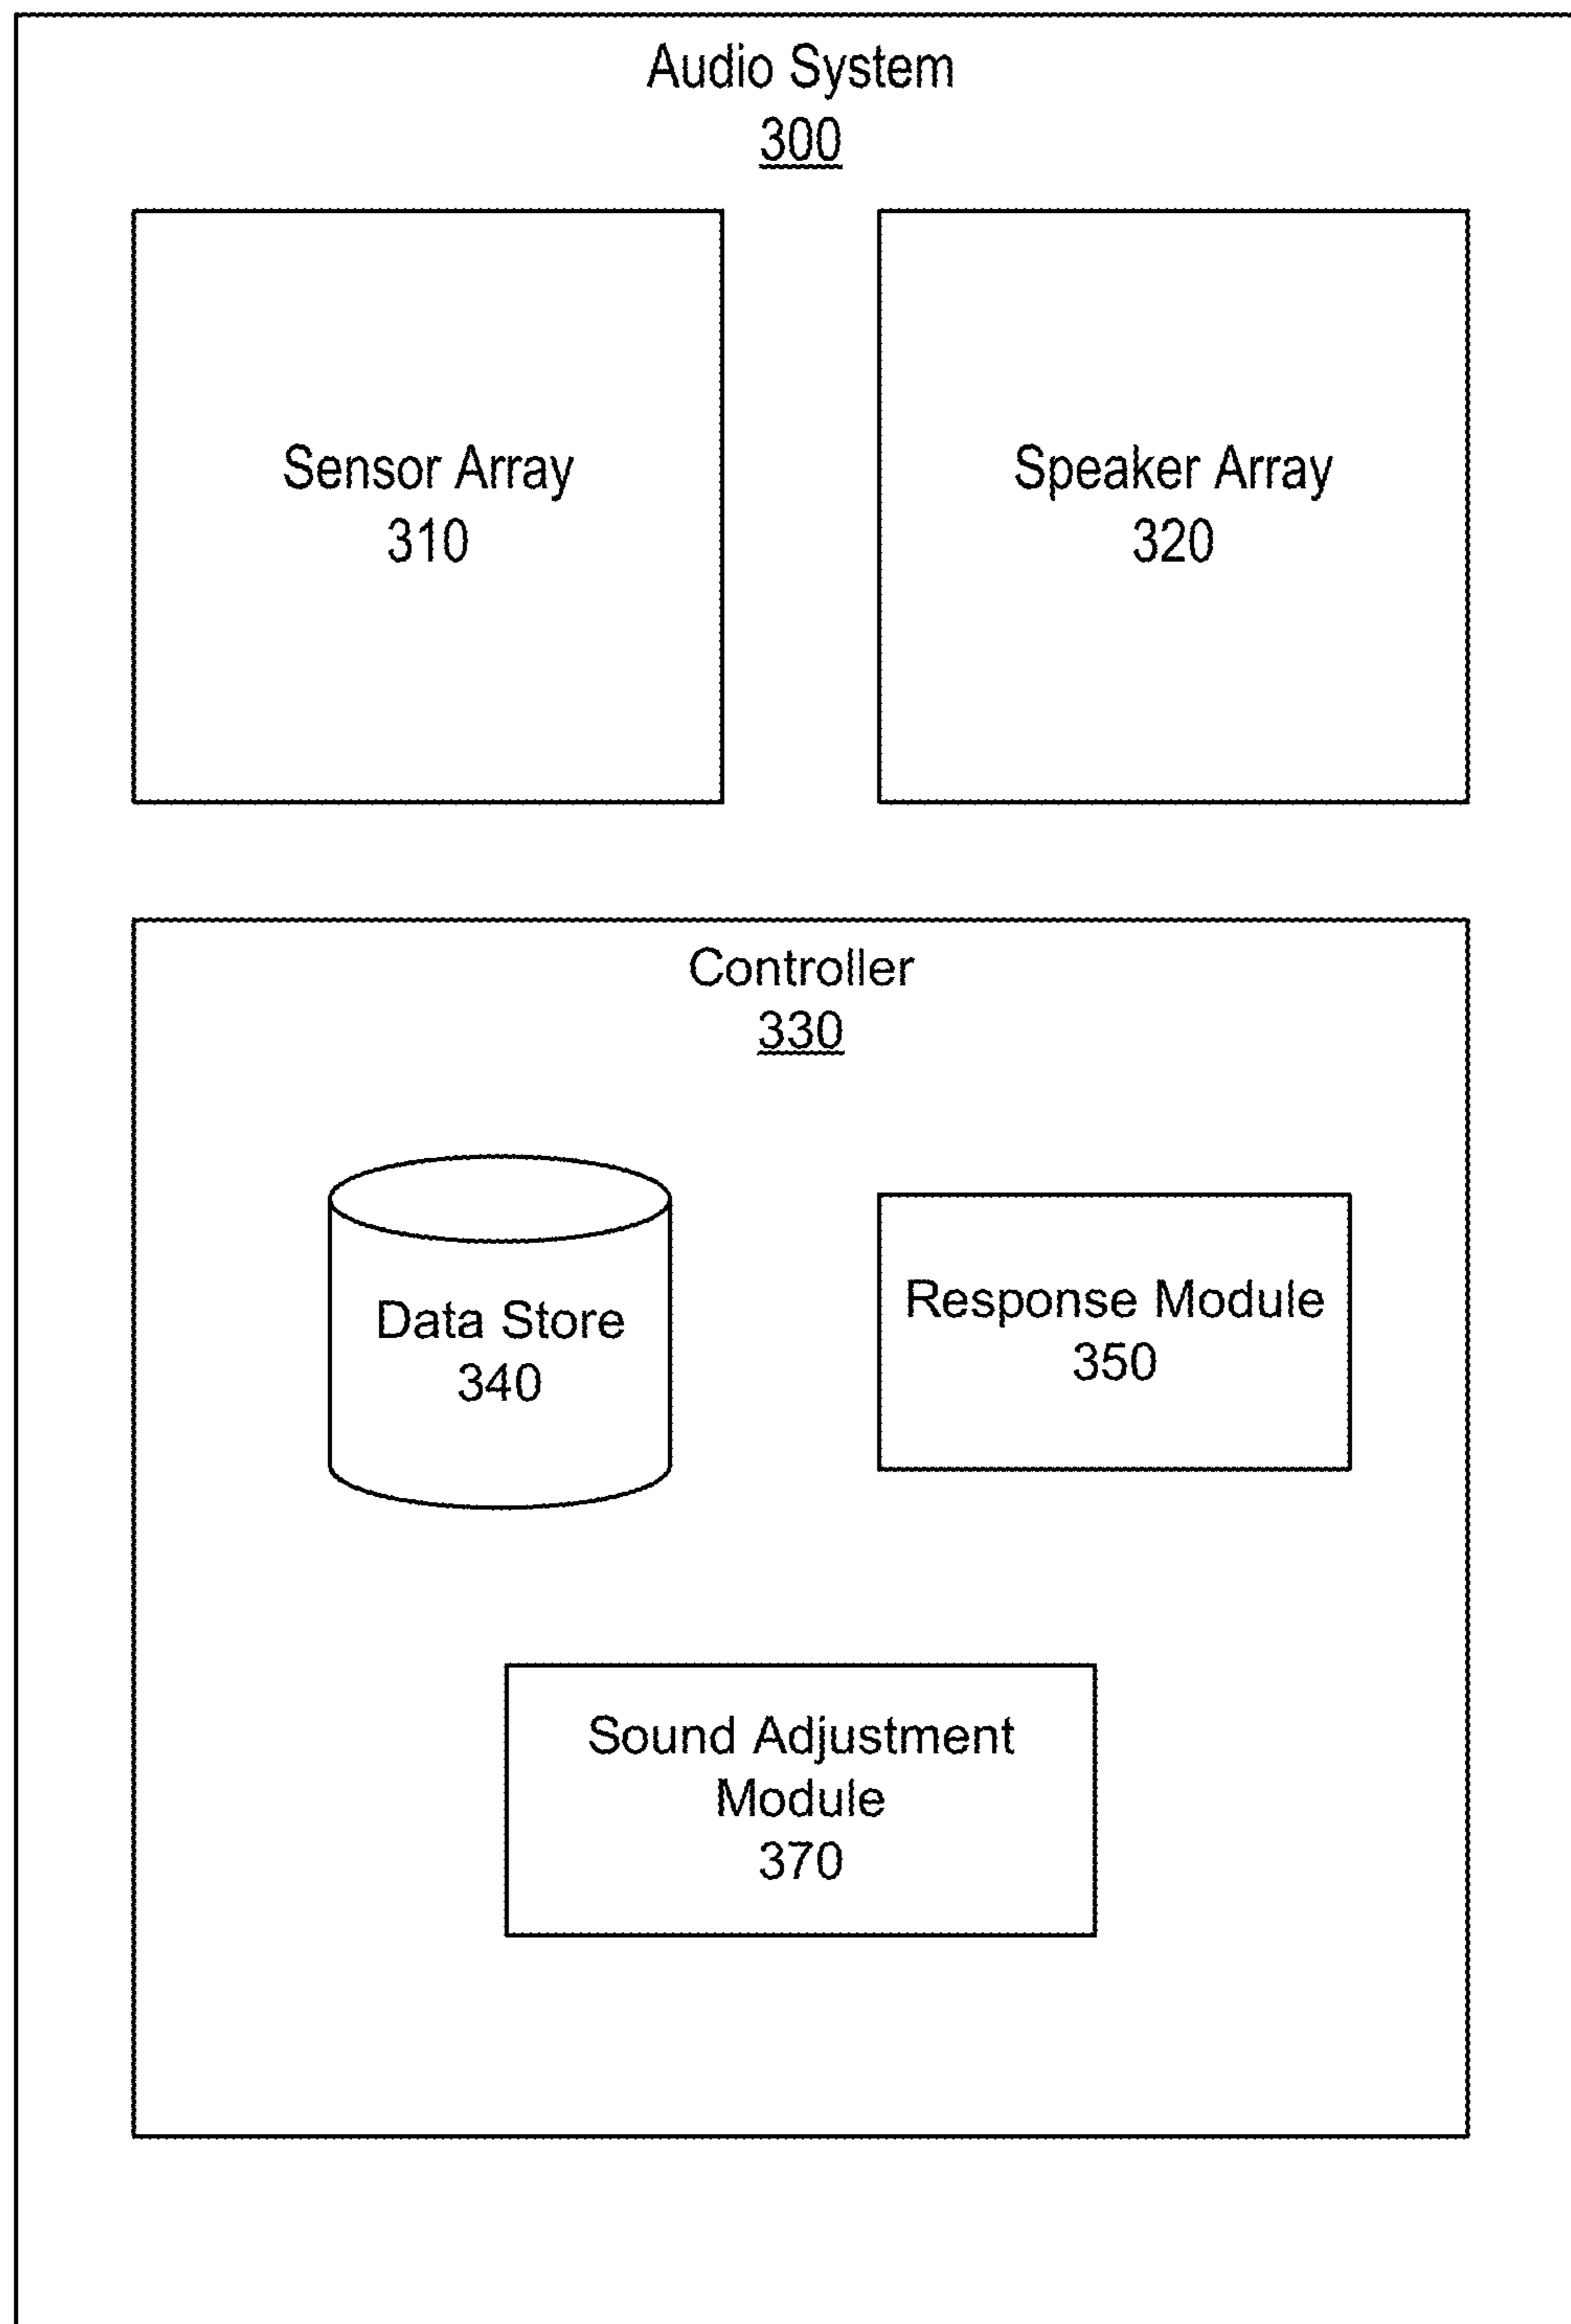 Audio System
300
Sensor Array
310
Speaker Array
320
Controller
330
Data Store
340
Response Module
350
Sound Adjustment
Module
370